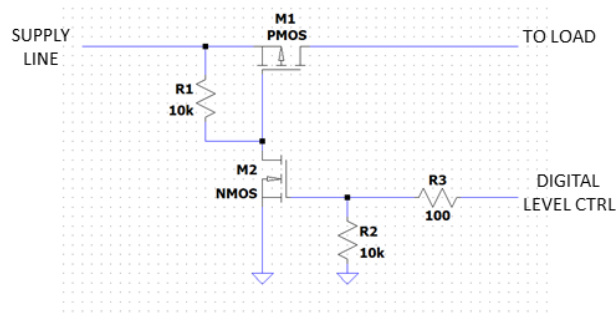 M1
PMOS
SUPPLY
LINE
TO LOAD
R1
10k
M2
NMOS
R3
100
DIGITAL
LEVEL CTRL
R2
10k